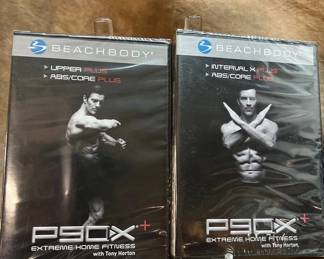 BEACHBODY
UPPER PLUS
ABS/CORE PLUS
P90X+
EXTREME HOME FITNESS
with Tony Horton
BEACHBODY
INTERVAL X PLUS
ABS/CORE PLUS
P90X+
EXTREME HOME FITNESS
with Tony Horton